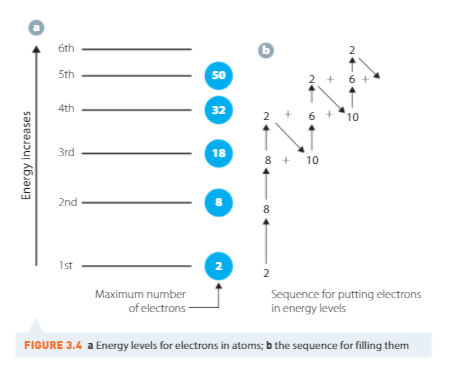 a
6th
5th 50
4th 32
3rd 18
2nd 8
1st 2
Energy increases
Maximum number
of electrons
b
2
2 + 6 +
2 + 6 + 10
8 + 10
8
2
Sequence for putting electrons
in energy levels
FIGURE 3.4 a Energy levels for electrons in atoms; b the sequence for filling them